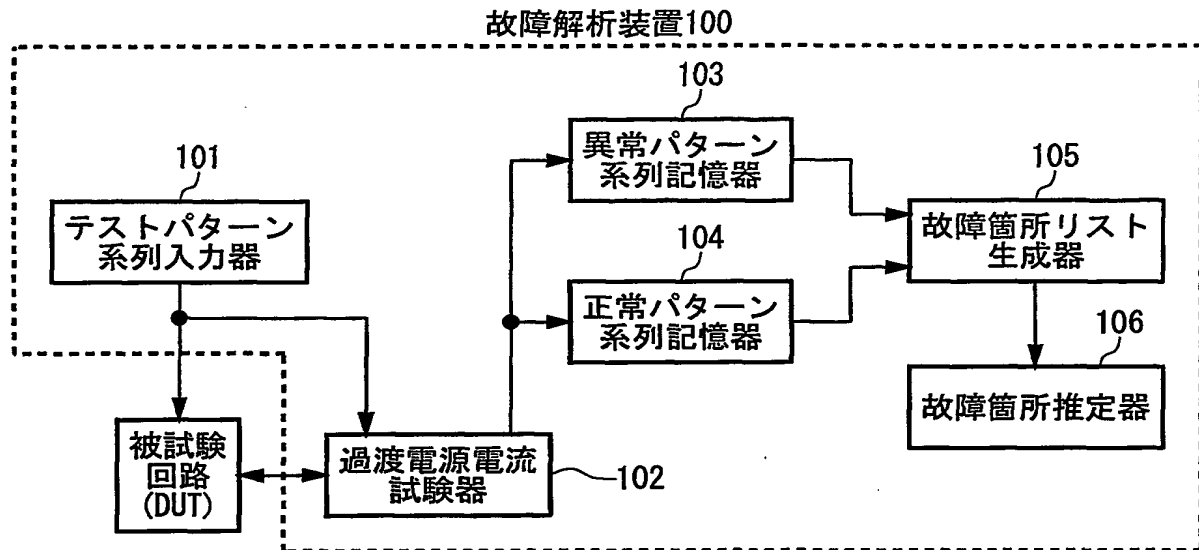 故障解析装置100
103
異常パターン
系列記憶器
101
テストパターン
系列入力器
105
故障箇所リスト
生成器
104
正常パターン
系列記憶器
106
故障箇所推定器
被試験
回路
(DUT)
過渡電源電流
試験器
102